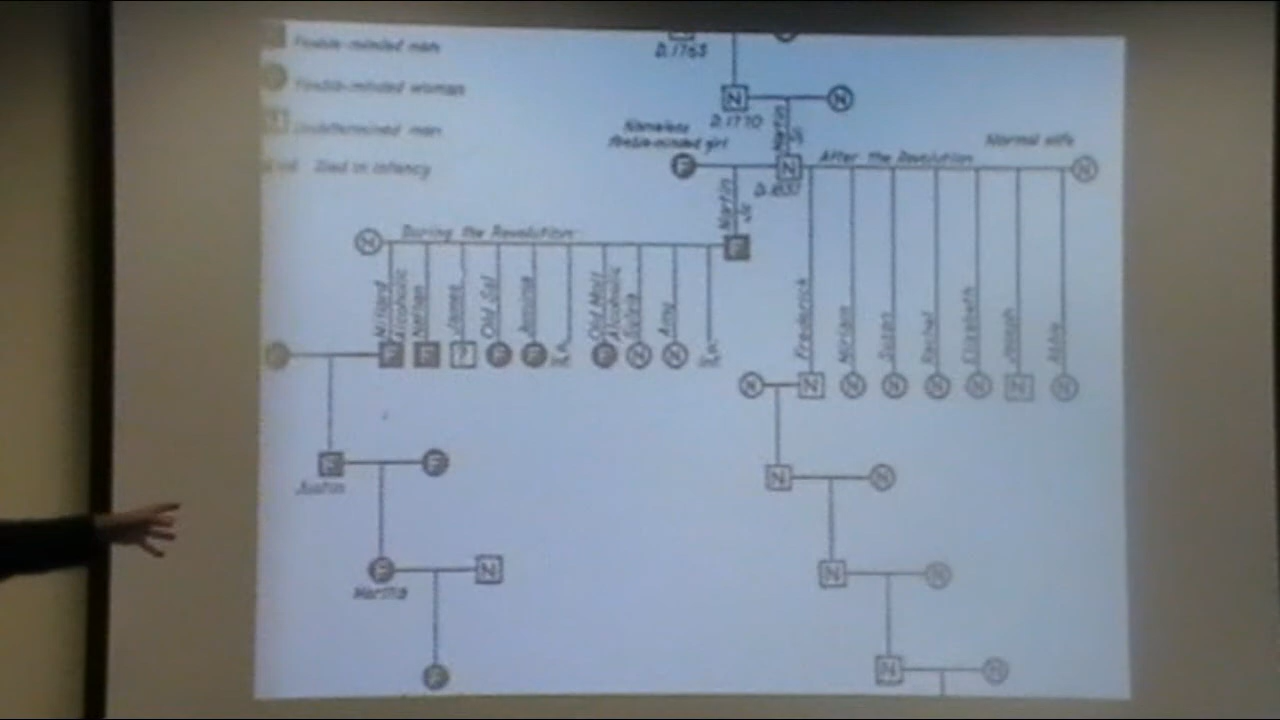 Feeble-minded man
Feeble-minded woman
Undetermined man
Died in infancy
D.1765
N
N
D.1770
Martin
Sr
Nameless
feeble-minded girl
F
N
After the Revolution
Normal wife
N
Martin
Jr
N
During the Revolution
F
Millard
Alcoholic
Nathan
James
Old Sal
Jemima
Old Moll
Alcoholic
Sylvia
Amy
Frederick
Miriam
Susan
Rachel
Elizabeth
Joseph
Abbie
F
F
?
F
F
F
N
N
N
N
N
N
N
N
N
Justin
F
N
N
F
N
N
N
Martha
F
N
N